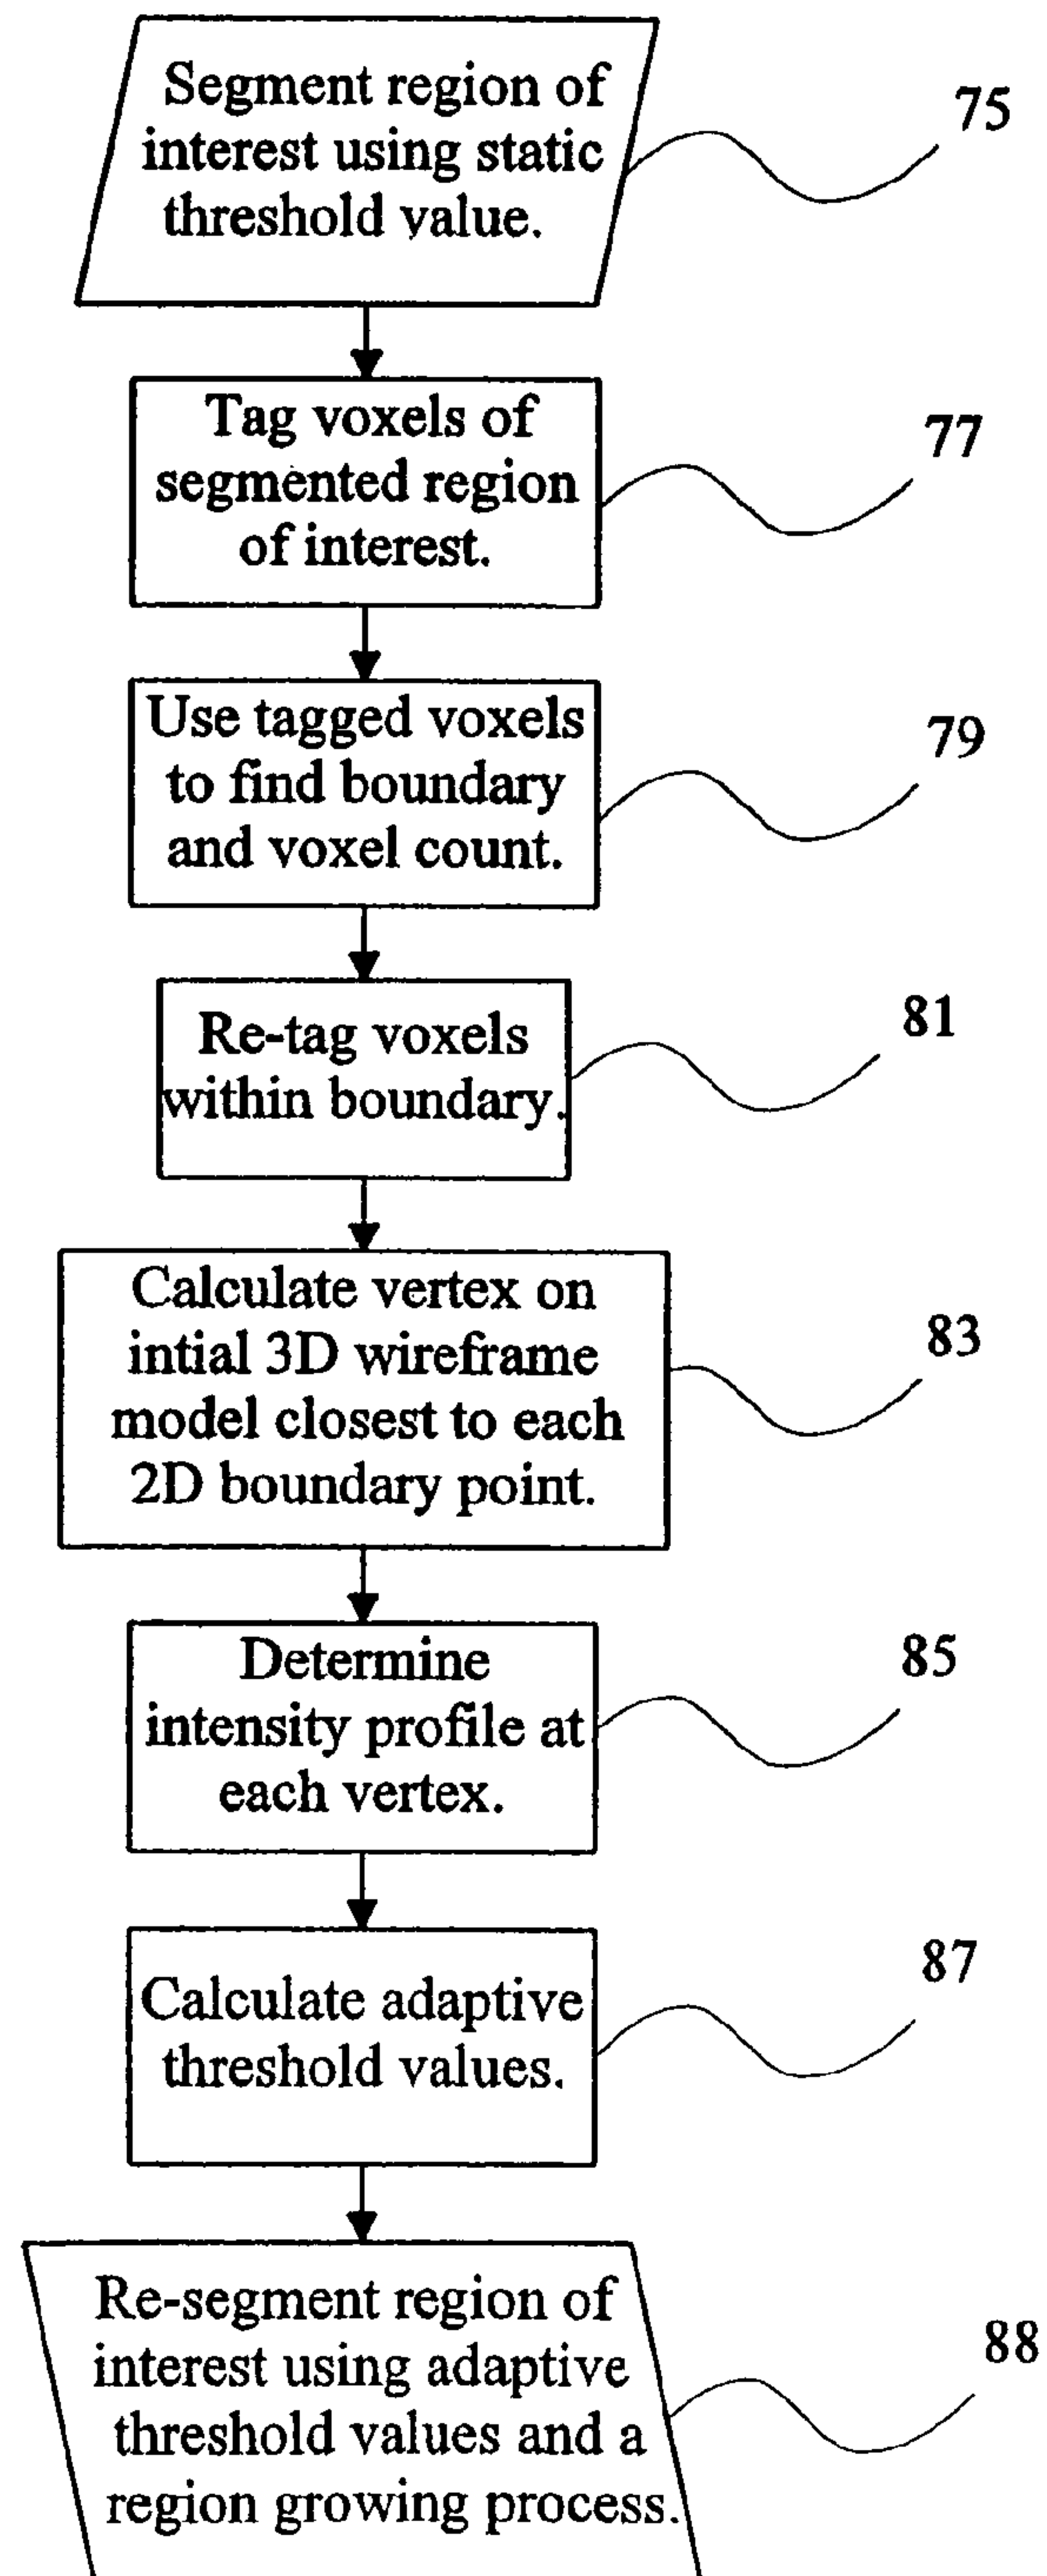 Segment region of
interest using static
threshold value.
75
Tag voxels of
segmented region
of interest.
77
Use tagged voxels
to find boundary
and voxel count.
79
Re-tag voxels
within boundary.
81
Calculate vertex on
intial 3D wireframe
model closest to each
2D boundary point.
83
Determine
intensity profile at
each vertex.
85
Calculate adaptive
threshold values.
87
Re-segment region of
interest using adaptive
threshold values and a
region growing process.
88